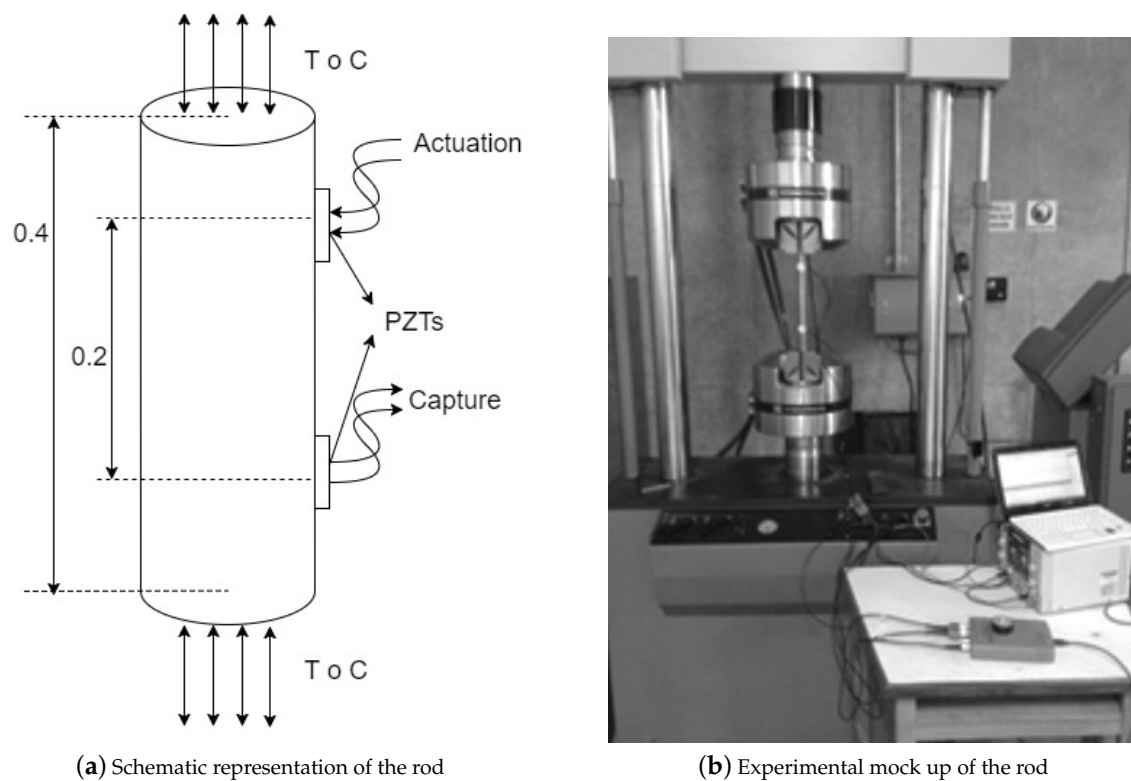 T o C
Actuation
0.4
PZTs
0.2
Capture
T o C
(a) Schematic representation of the rod
(b) Experimental mock up of the rod